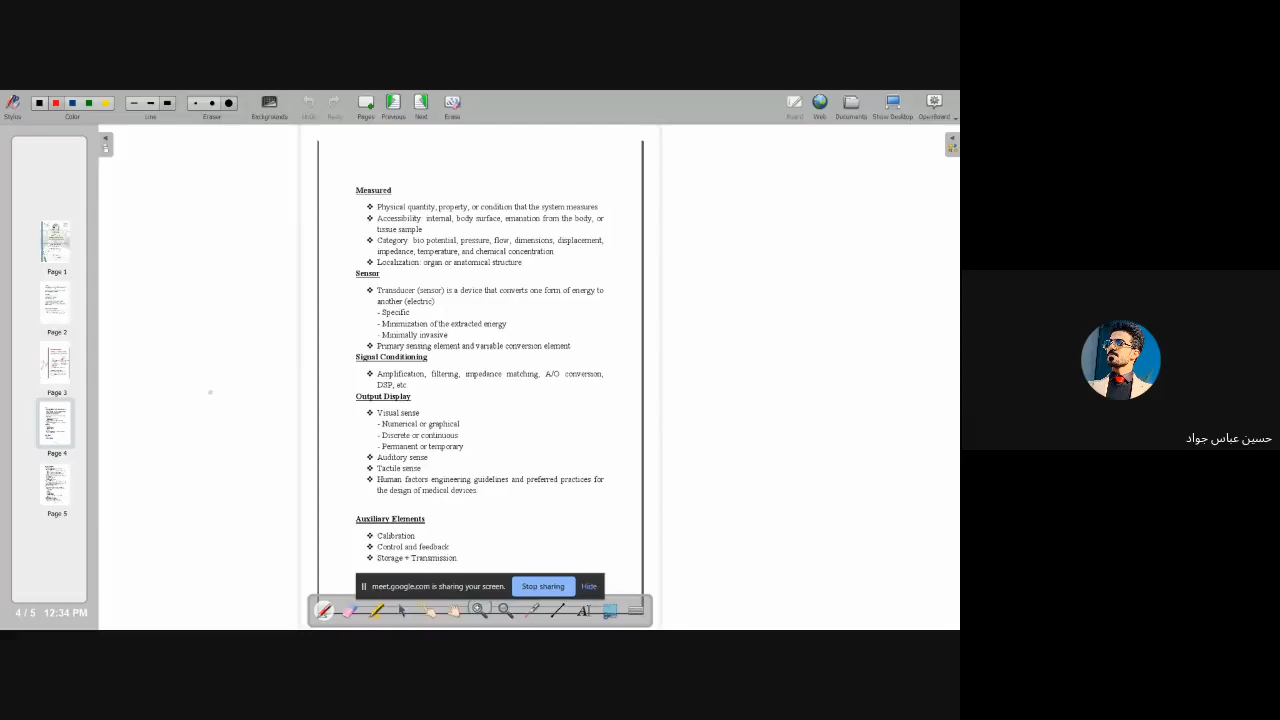 Stylus
Color
Line
Eraser
Backgrounds
Undo
Redo
Pages
Previous
Next
Erase
Board
Web
Documents
Show Desktop
OpenBoard
Measured
❖ Physical quantity, property, or condition that the system measures
❖ Accessibility: internal, body surface, emanation from the body, or
tissue sample
❖ Category: bio potential, pressure, flow, dimensions, displacement,
impedance, temperature, and chemical concentration
❖ Localization: organ or anatomical structure
Sensor
❖ Transducer (sensor) is a device that converts one form of energy to
another (electric)
- Specific
- Minimization of the extracted energy
- Minimally invasive
❖ Primary sensing element and variable conversion element
Signal Conditioning
❖ Amplification, filtering, impedance matching, A/O conversion,
DSP, etc
Output Display
❖ Visual sense
- Numerical or graphical
- Discrete or continuous
- Permanent or temporary
❖ Auditory sense
❖ Tactile sense
❖ Human factors engineering guidelines and preferred practices for
the design of medical devices.
Auxiliary Elements
❖ Calibration
❖ Control and feedback
❖ Storage + Transmission
meet.google.com is sharing your screen.
Stop sharing
Hide
Page 1
Page 2
Page 3
Page 4
Page 5
4 / 5 12:34 PM
حسين عباس جواد